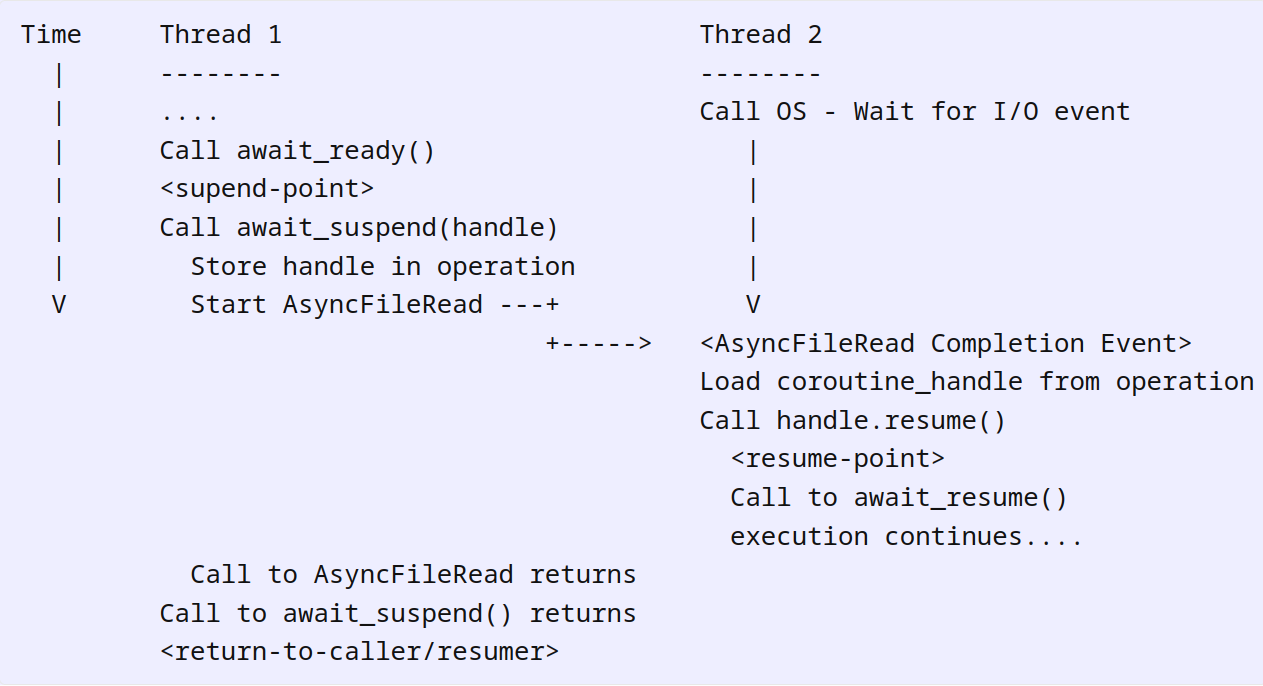 Time     Thread 1                           Thread 2
  |      --------                           --------
  |      ....                               Call OS - Wait for I/O event
  |      Call await_ready()                    |
  |      <supend-point>                        |
  |      Call await_suspend(handle)            |
  |        Store handle in operation           |
  V        Start AsyncFileRead ---+            V
                                  +----->   <AsyncFileRead Completion Event>
                                            Load coroutine_handle from operation
                                            Call handle.resume()
                                              <resume-point>
                                              Call to await_resume()
                                              execution continues....
           Call to AsyncFileRead returns
         Call to await_suspend() returns
         <return-to-caller/resumer>